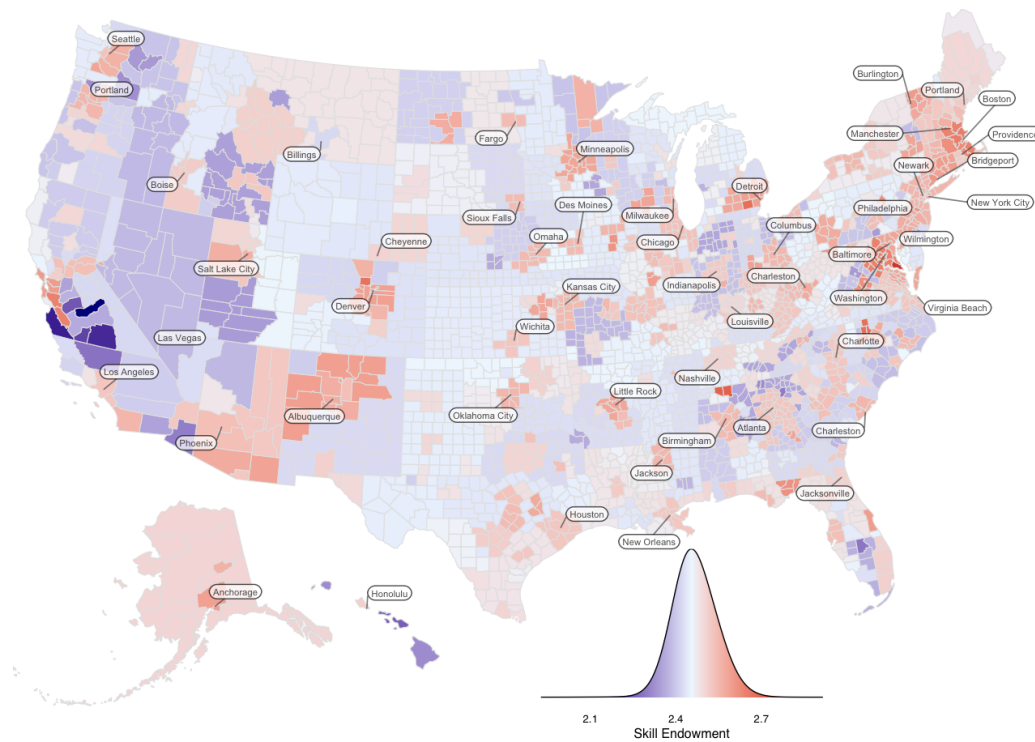 Seattle
Burlington
Portland
Portland
Boston
Manchester
Providence
Fargo
Minneapolis
Billings
Bridgeport
Newark
Boise
Detroit
New York City
Sioux Falls
Des Moines
Milwaukee
Philadelphia
Columbus
Omaha
Cheyenne
Chicago
Wilmington
Baltimore
Salt Lake City
Charleston
Indianapolis
Kansas City
Washington
Denver
Virginia Beach
Louisville
Wichita
Las Vegas
Charlotte
Los Angeles
Nashville
Little Rock
Albuquerque
Oklahoma City
Atlanta
Charleston
Phoenix
Birmingham
Jackson
Jacksonville
Houston
New Orleans
Anchorage
Honolulu
2.1 2.4 2.7
Skill Endowment